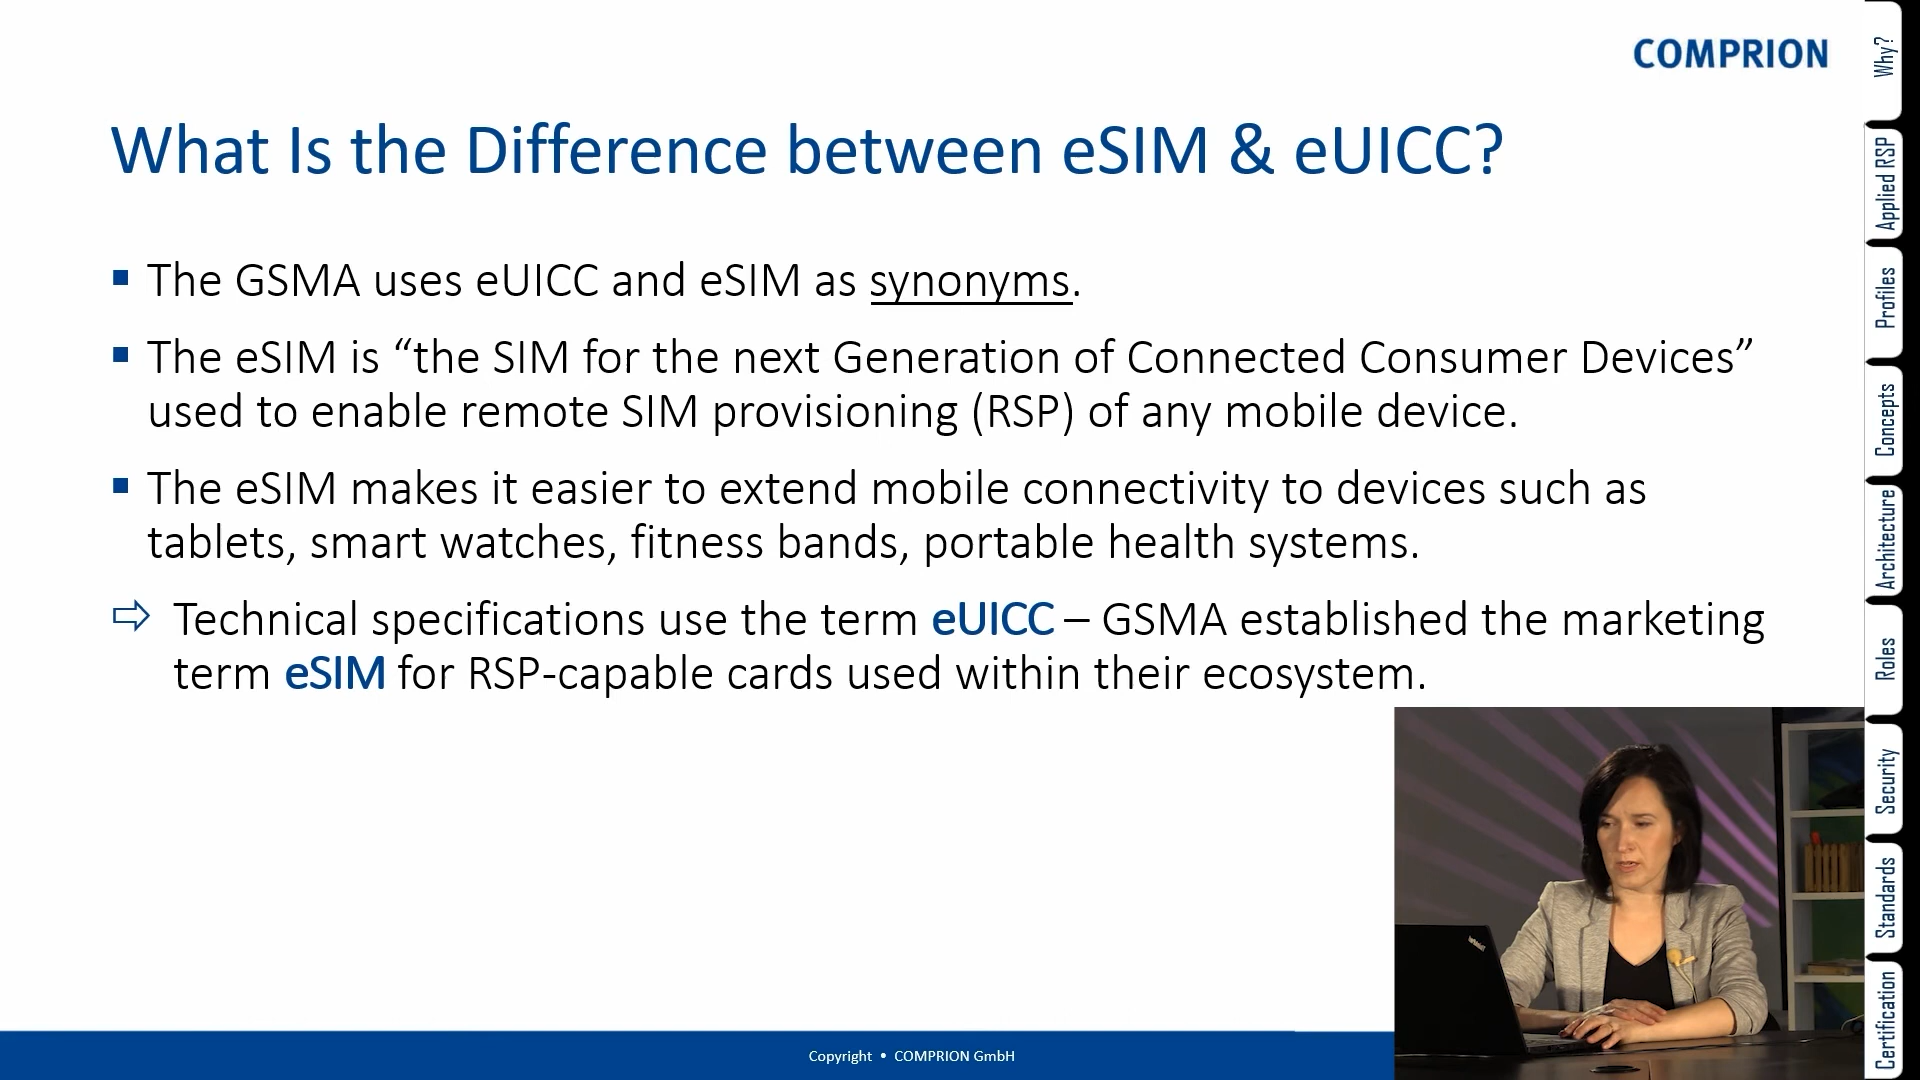 COMPRION
What Is the Difference between eSIM & eUICC?
▪ The GSMA uses eUICC and eSIM as synonyms.
▪ The eSIM is “the SIM for the next Generation of Connected Consumer Devices”
used to enable remote SIM provisioning (RSP) of any mobile device.
▪ The eSIM makes it easier to extend mobile connectivity to devices such as
tablets, smart watches, fitness bands, portable health systems.
⇨ Technical specifications use the term eUICC – GSMA established the marketing
term eSIM for RSP-capable cards used within their ecosystem.
Copyright • COMPRION GmbH
Why?
Applied RSP
Profiles
Concepts
Architecture
Roles
Security
Standards
Certification